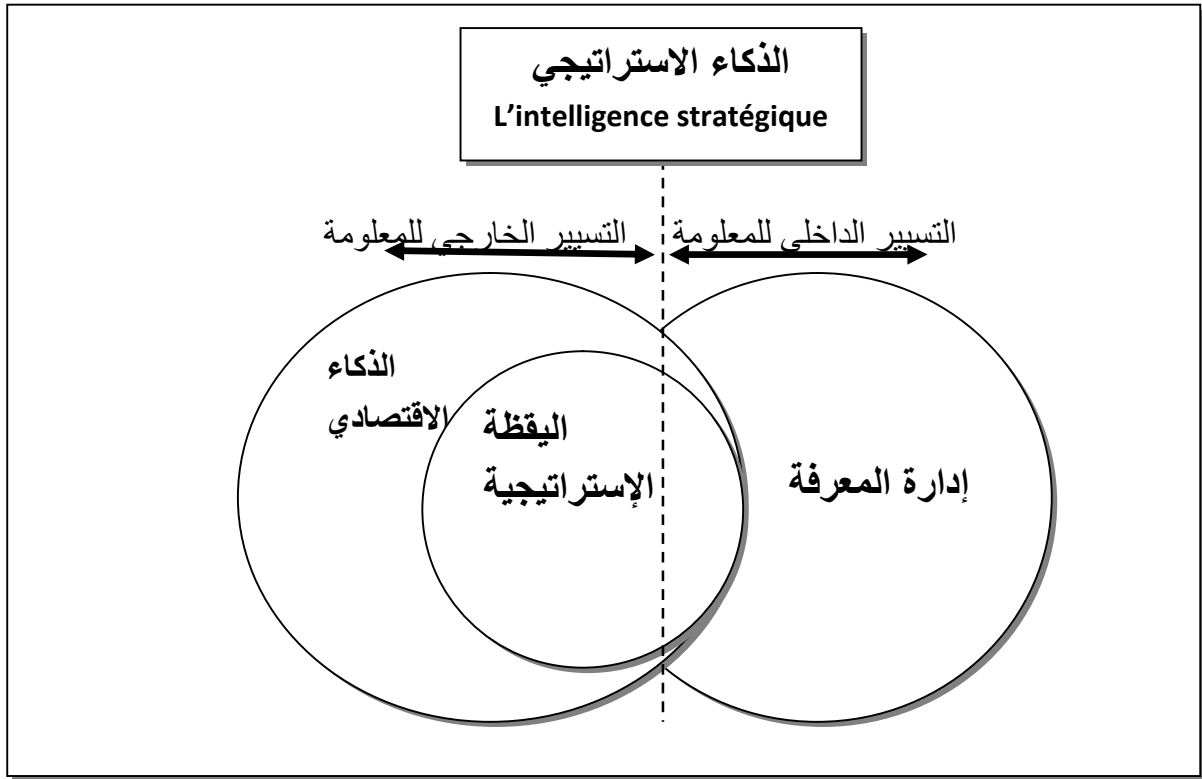 الذكاء الاستراتيجي
L’intelligence stratégique
التسيير الداخلي للمعلومة
التسيير الخارجي للمعلومة
الذكاء
الاقتصادي
اليقظة
الإستراتيجية
إدارة المعرفة